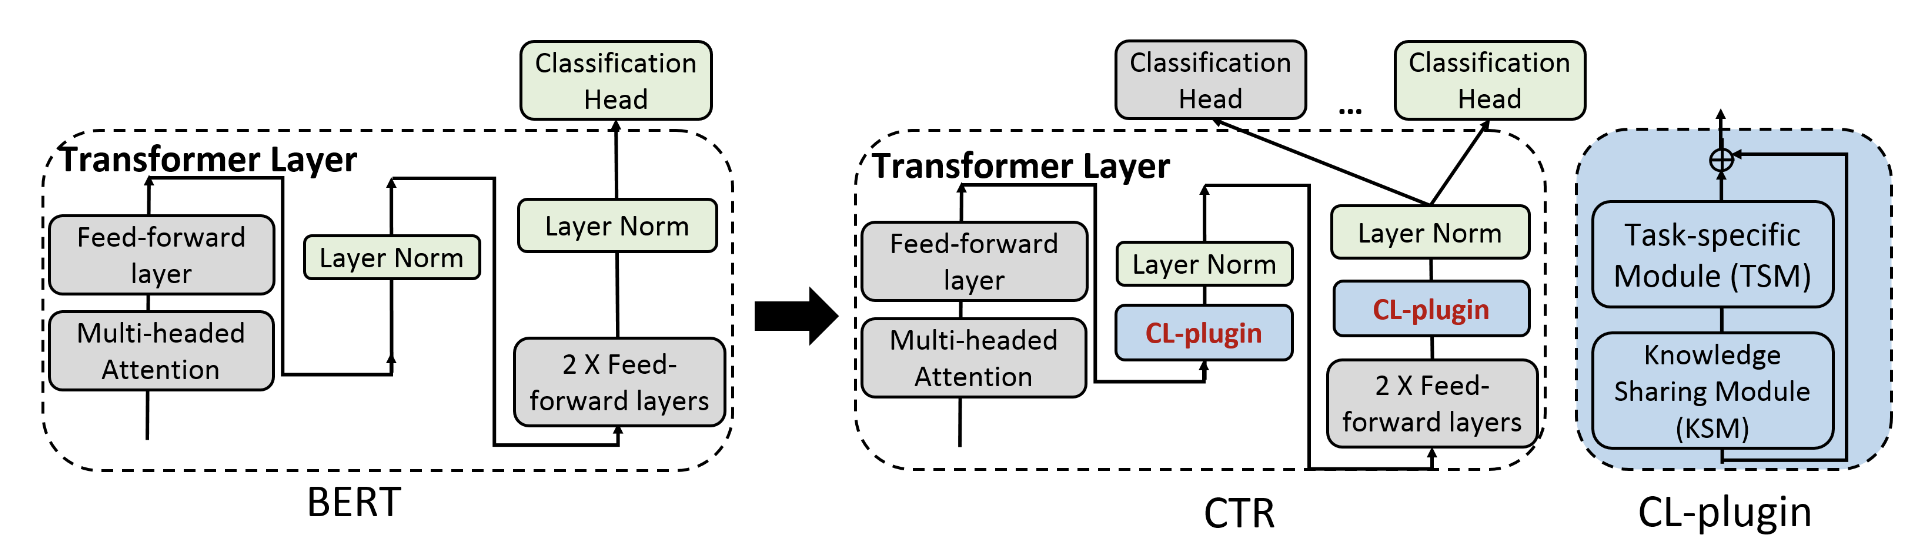 Classification
Head
Transformer Layer
Feed-forward
layer
Multi-headed
Attention
Layer Norm
Layer Norm
2 X Feed-
forward layers
BERT
Classification
Head
...
Classification
Head
Transformer Layer
Feed-forward
layer
Multi-headed
Attention
Layer Norm
CL-plugin
Layer Norm
CL-plugin
2 X Feed-
forward layers
CTR
Task-specific
Module (TSM)
Knowledge
Sharing Module
(KSM)
CL-plugin